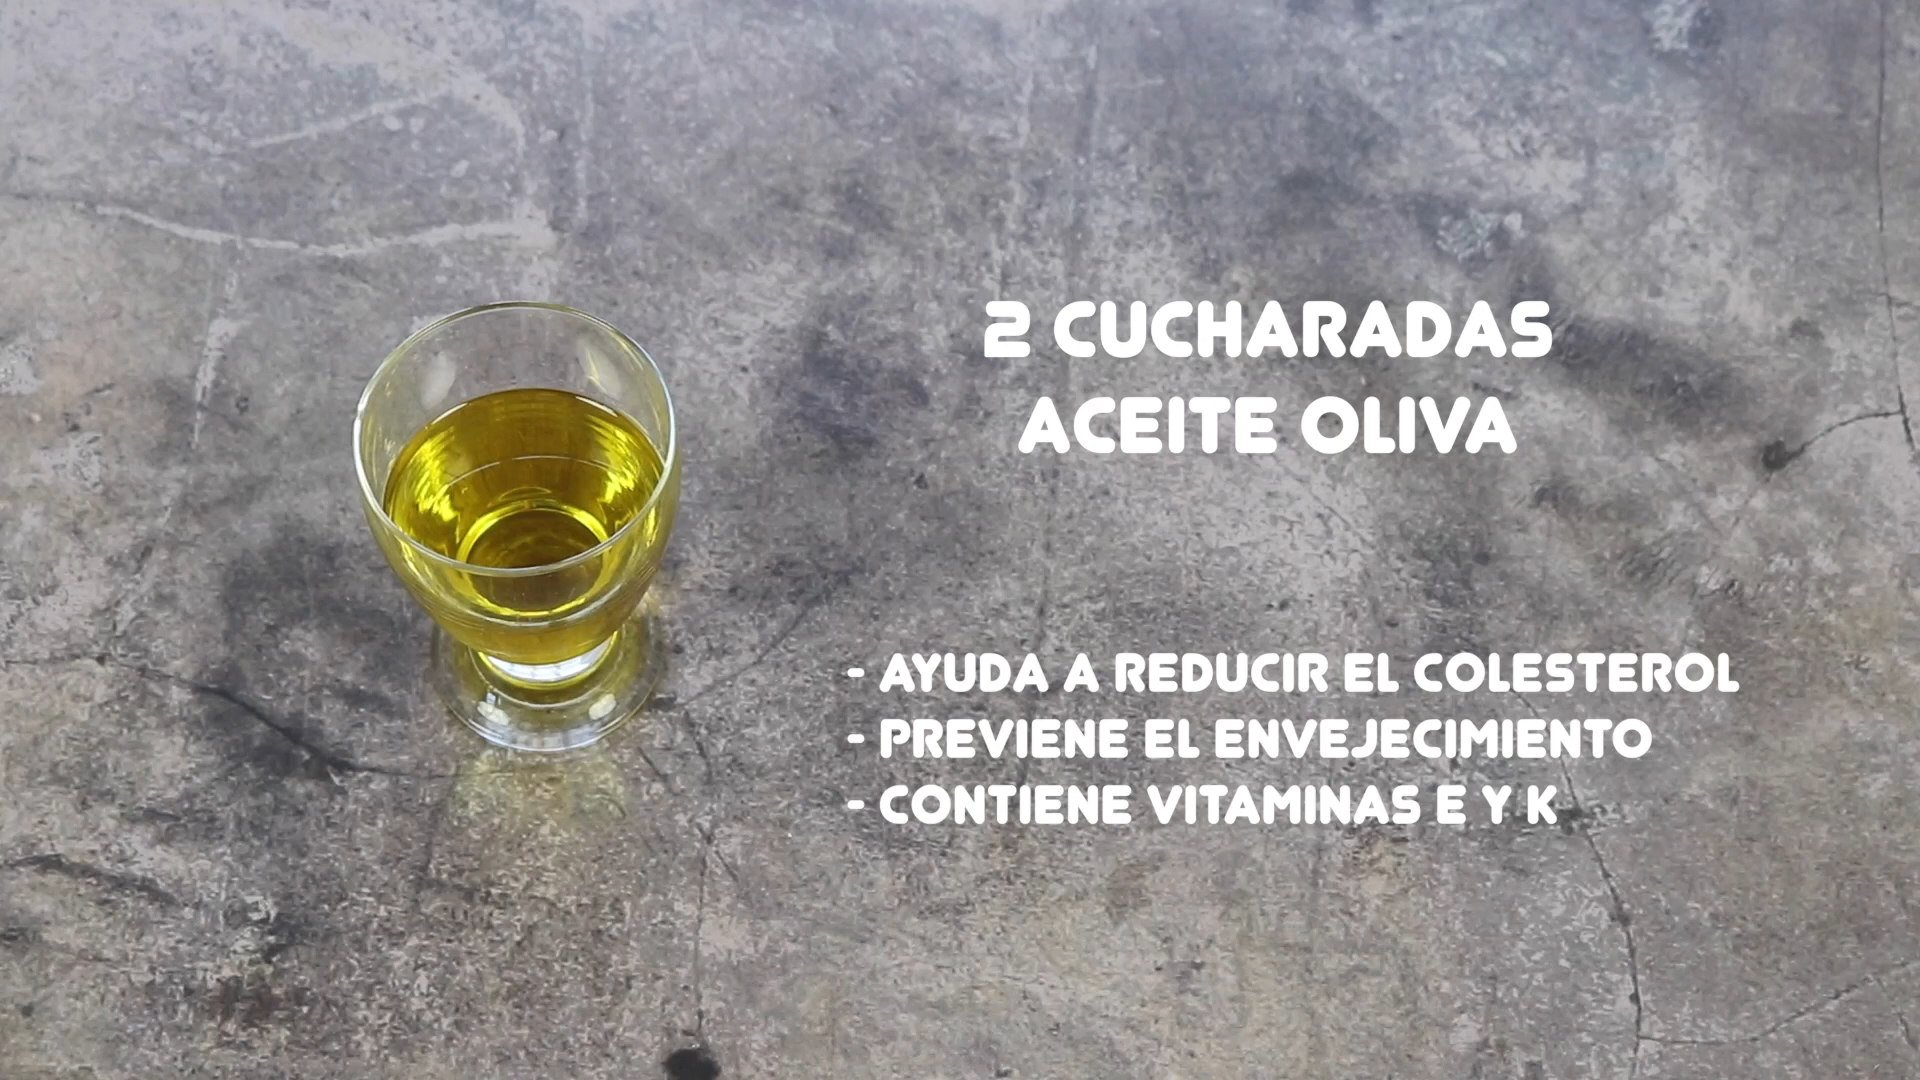 2 CUCHARADAS
ACEITE OLIVA
- AYUDA A REDUCIR EL COLESTEROL
- PREVIENE EL ENVEJECIMIENTO
- CONTIENE VITAMINAS E Y K